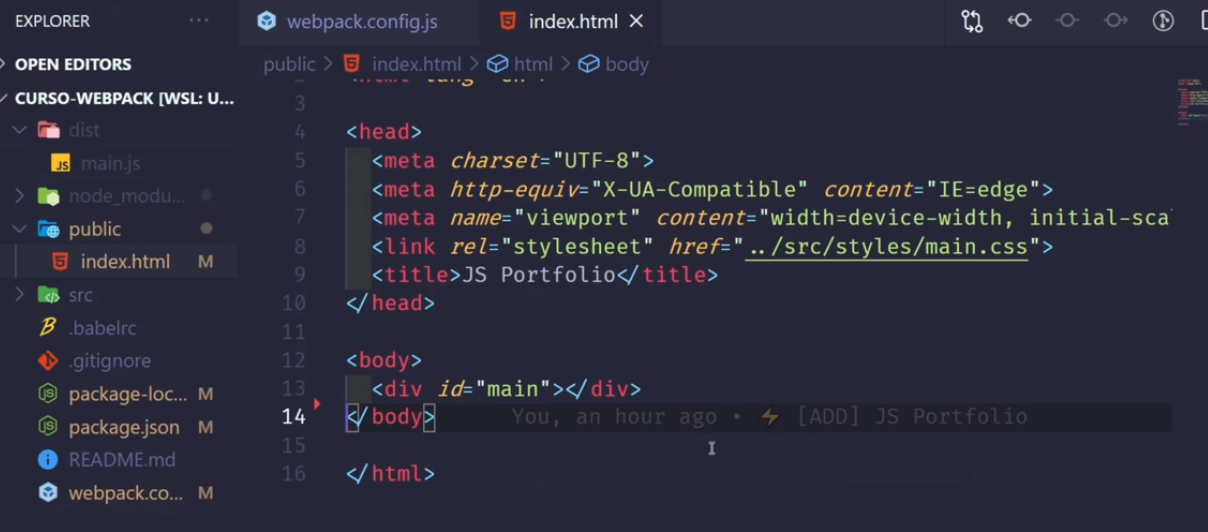 EXPLORER ···
webpack.config.js
index.html
OPEN EDITORS
CURSO-WEBPACK [WSL: U...
dist
JS main.js
node_modu...
public
index.html M
src
.babelrc
.gitignore
package-loc... M
package.json M
README.md
webpack.co... M
public > index.html > html > body
3
4 <head>
5 <meta charset="UTF-8">
6 <meta http-equiv="X-UA-Compatible" content="IE=edge">
7 <meta name="viewport" content="width=device-width, initial-sca
8 <link rel="stylesheet" href="../src/styles/main.css">
9 <title>JS Portfolio</title>
10 </head>
11
12 <body>
13 <div id="main"></div>
14 </body> You, an hour ago • ⚡ [ADD] JS Portfolio
15
16 </html>